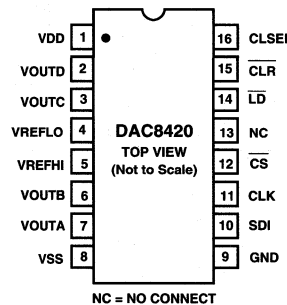 VDD 1 16 CLSEL
VOUTD 2 15 CLR
VOUTC 3 14 LD
VREFLO 4 DAC8420 13 NC
TOP VIEW
VREFHI 5 (Not to Scale) 12 CS
VOUTB 6 11 CLK
VOUTA 7 10 SDI
VSS 8 9 GND
NC = NO CONNECT